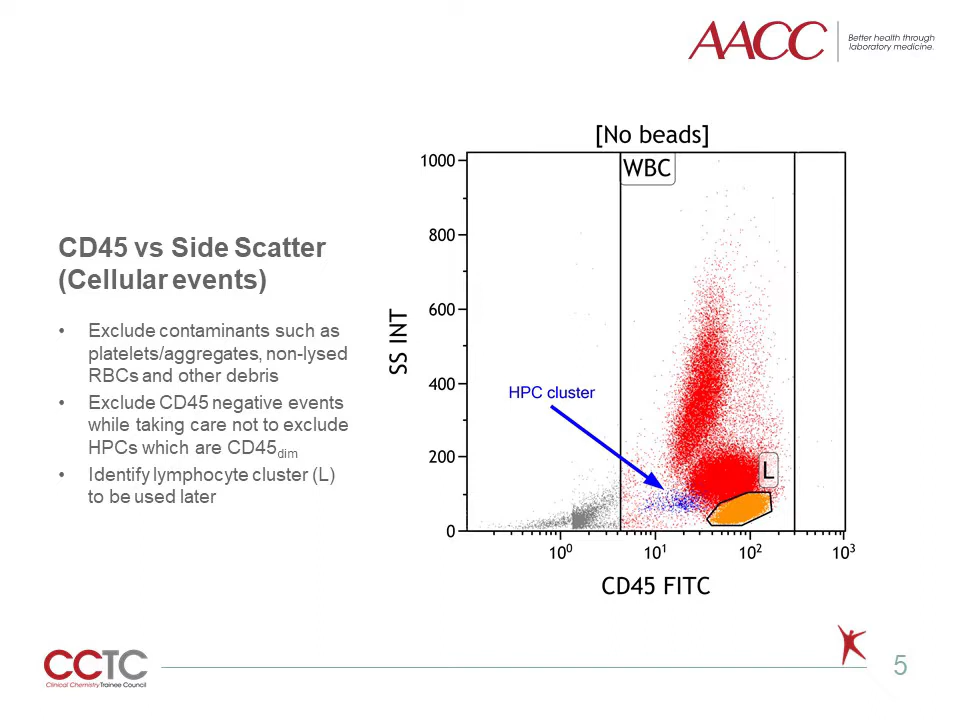 AACC
Better health through
laboratory medicine.
CD45 vs Side Scatter
(Cellular events)
• Exclude contaminants such as
platelets/aggregates, non-lysed
RBCs and other debris
• Exclude CD45 negative events
while taking care not to exclude
HPCs which are CD45dim
• Identify lymphocyte cluster (L)
to be used later
[No beads]
WBC
1000
800
600
400
200
0
SS INT
HPC cluster
L
10⁰ 10¹ 10² 10³
CD45 FITC
CCTC
Clinical Chemistry Trainee Council
5